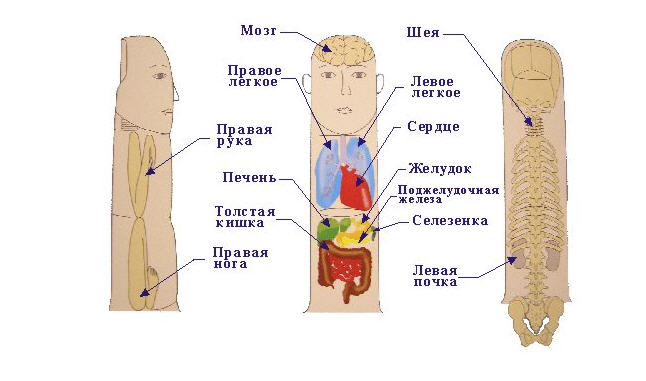 Мозг
Шея
Правое
легкое
Левое
легкое
Правая
рука
Сердце
Печень
Желудок
Поджелудочная
железа
Толстая
кишка
Селезенка
Правая
нога
Левая
почка